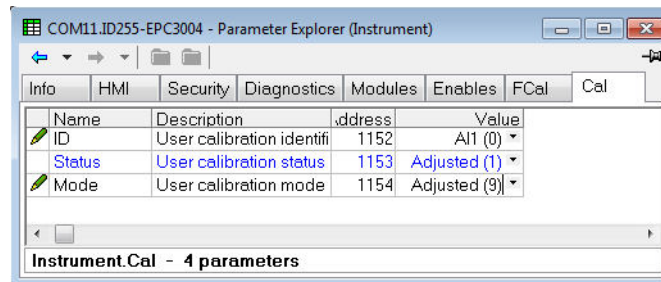 COM11.ID255-EPC3004 - Parameter Explorer (Instrument)
Info HMI Security Diagnostics Modules Enables FCal Cal
Name Description ddress Value
ID User calibration identifi 1152 AI1 (0)
Status User calibration status 1153 Adjusted (1)
Mode User calibration mode 1154 Adjusted (9)
Instrument.Cal - 4 parameters